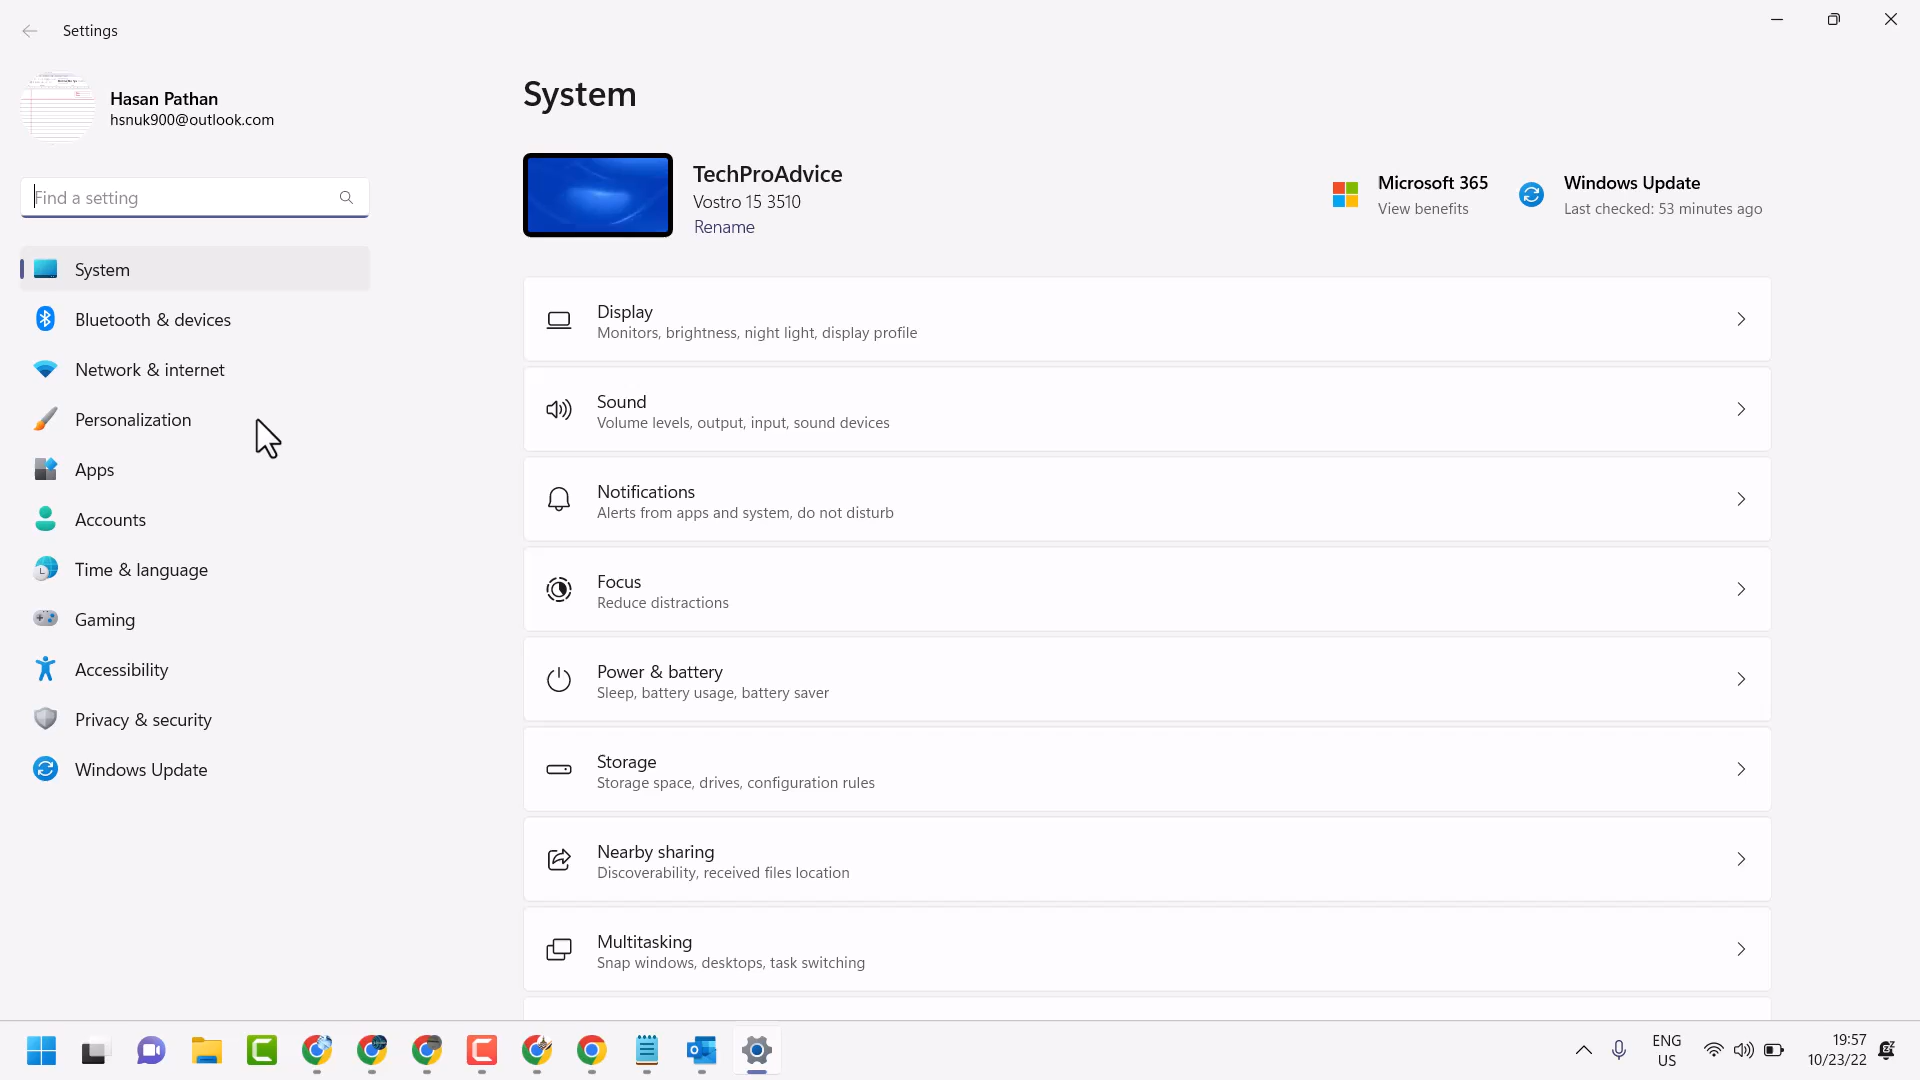 Settings
Hasan Pathan
hsnuk900@outlook.com
Find a setting
System
Bluetooth & devices
Network & internet
Personalization
Apps
Accounts
Time & language
Gaming
Accessibility
Privacy & security
Windows Update
System
TechProAdvice
Vostro 15 3510
Rename
Microsoft 365
View benefits
Windows Update
Last checked: 53 minutes ago
Display
Monitors, brightness, night light, display profile
Sound
Volume levels, output, input, sound devices
Notifications
Alerts from apps and system, do not disturb
Focus
Reduce distractions
Power & battery
Sleep, battery usage, battery saver
Storage
Storage space, drives, configuration rules
Nearby sharing
Discoverability, received files location
Multitasking
Snap windows, desktops, task switching
ENG
US
19:57
10/23/22